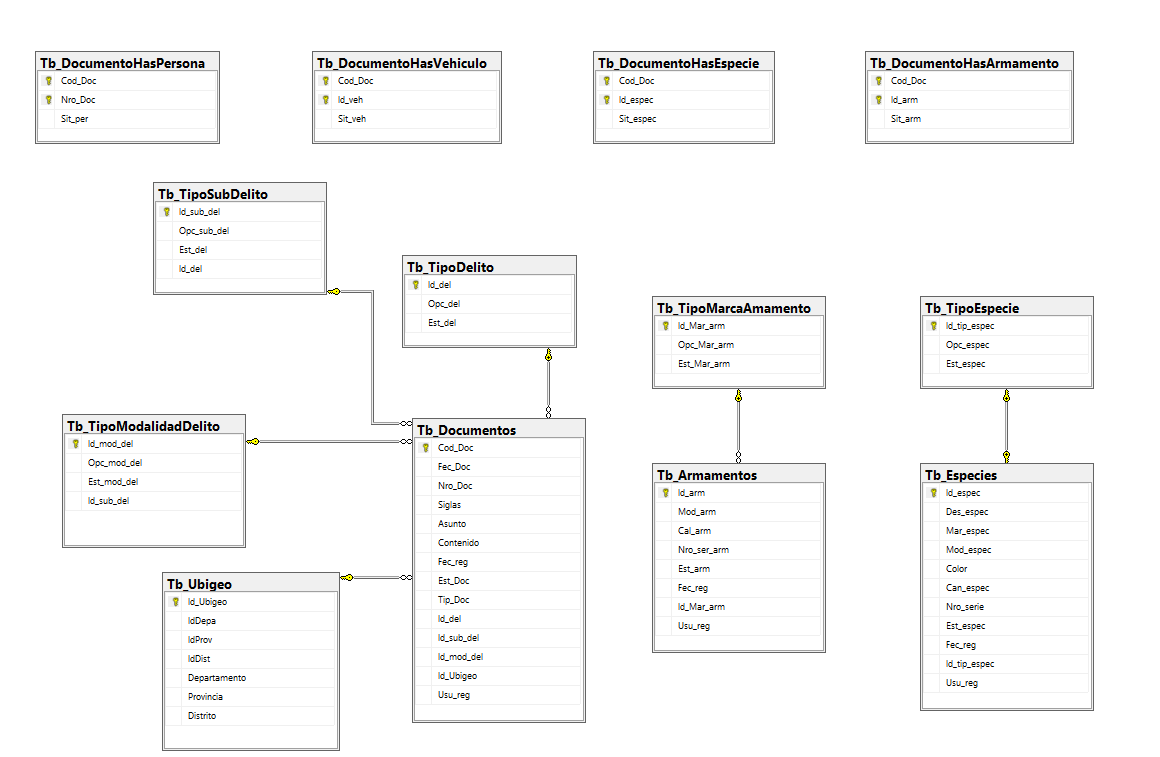 Tb_DocumentoHasPersona
Cod_Doc
Nro_Doc
Sit_per
Tb_DocumentoHasVehiculo
Cod_Doc
Id_veh
Sit_veh
Tb_DocumentoHasEspecie
Cod_Doc
Id_espec
Sit_espec
Tb_DocumentoHasArmamento
Cod_Doc
Id_arm
Sit_arm
Tb_TipoSubDelito
Id_sub_del
Opc_sub_del
Est_del
Id_del
Tb_TipoDelito
Id_del
Opc_del
Est_del
Tb_TipoMarcaAmamento
Id_Mar_arm
Opc_Mar_arm
Est_Mar_arm
Tb_TipoEspecie
Id_tip_espec
Opc_espec
Est_espec
Tb_TipoModalidadDelito
Id_mod_del
Opc_mod_del
Est_mod_del
Id_sub_del
Tb_Documentos
Cod_Doc
Fec_Doc
Nro_Doc
Siglas
Asunto
Contenido
Fec_reg
Est_Doc
Tip_Doc
Id_del
Id_sub_del
Id_mod_del
Id_Ubigeo
Usu_reg
Tb_Armamentos
Id_arm
Mod_arm
Cal_arm
Nro_ser_arm
Est_arm
Fec_reg
Id_Mar_arm
Usu_reg
Tb_Especies
Id_espec
Des_espec
Mar_espec
Mod_espec
Color
Can_espec
Nro_serie
Est_espec
Fec_reg
Id_tip_espec
Usu_reg
Tb_Ubigeo
Id_Ubigeo
IdDepa
IdProv
IdDist
Departamento
Provincia
Distrito